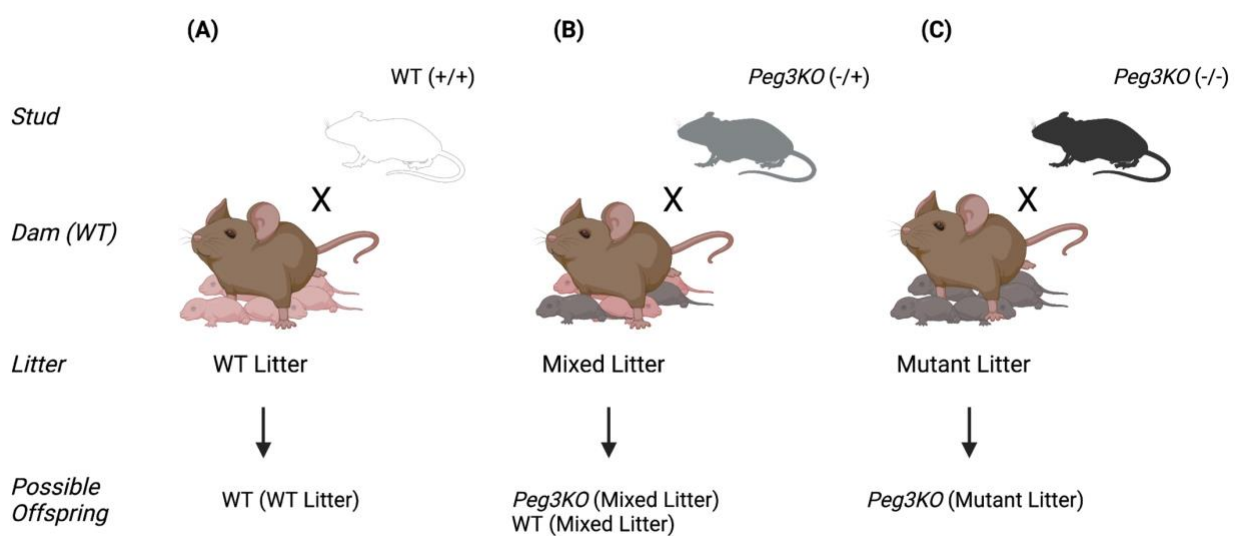 (A) (B) (C)
WT (+/+) Peg3KO (-/+) Peg3KO (-/-)
Stud
X X X
Dam (WT)
Litter WT Litter Mixed Litter Mutant Litter
Possible
Offspring
WT (WT Litter)
Peg3KO (Mixed Litter)
WT (Mixed Litter)
Peg3KO (Mutant Litter)